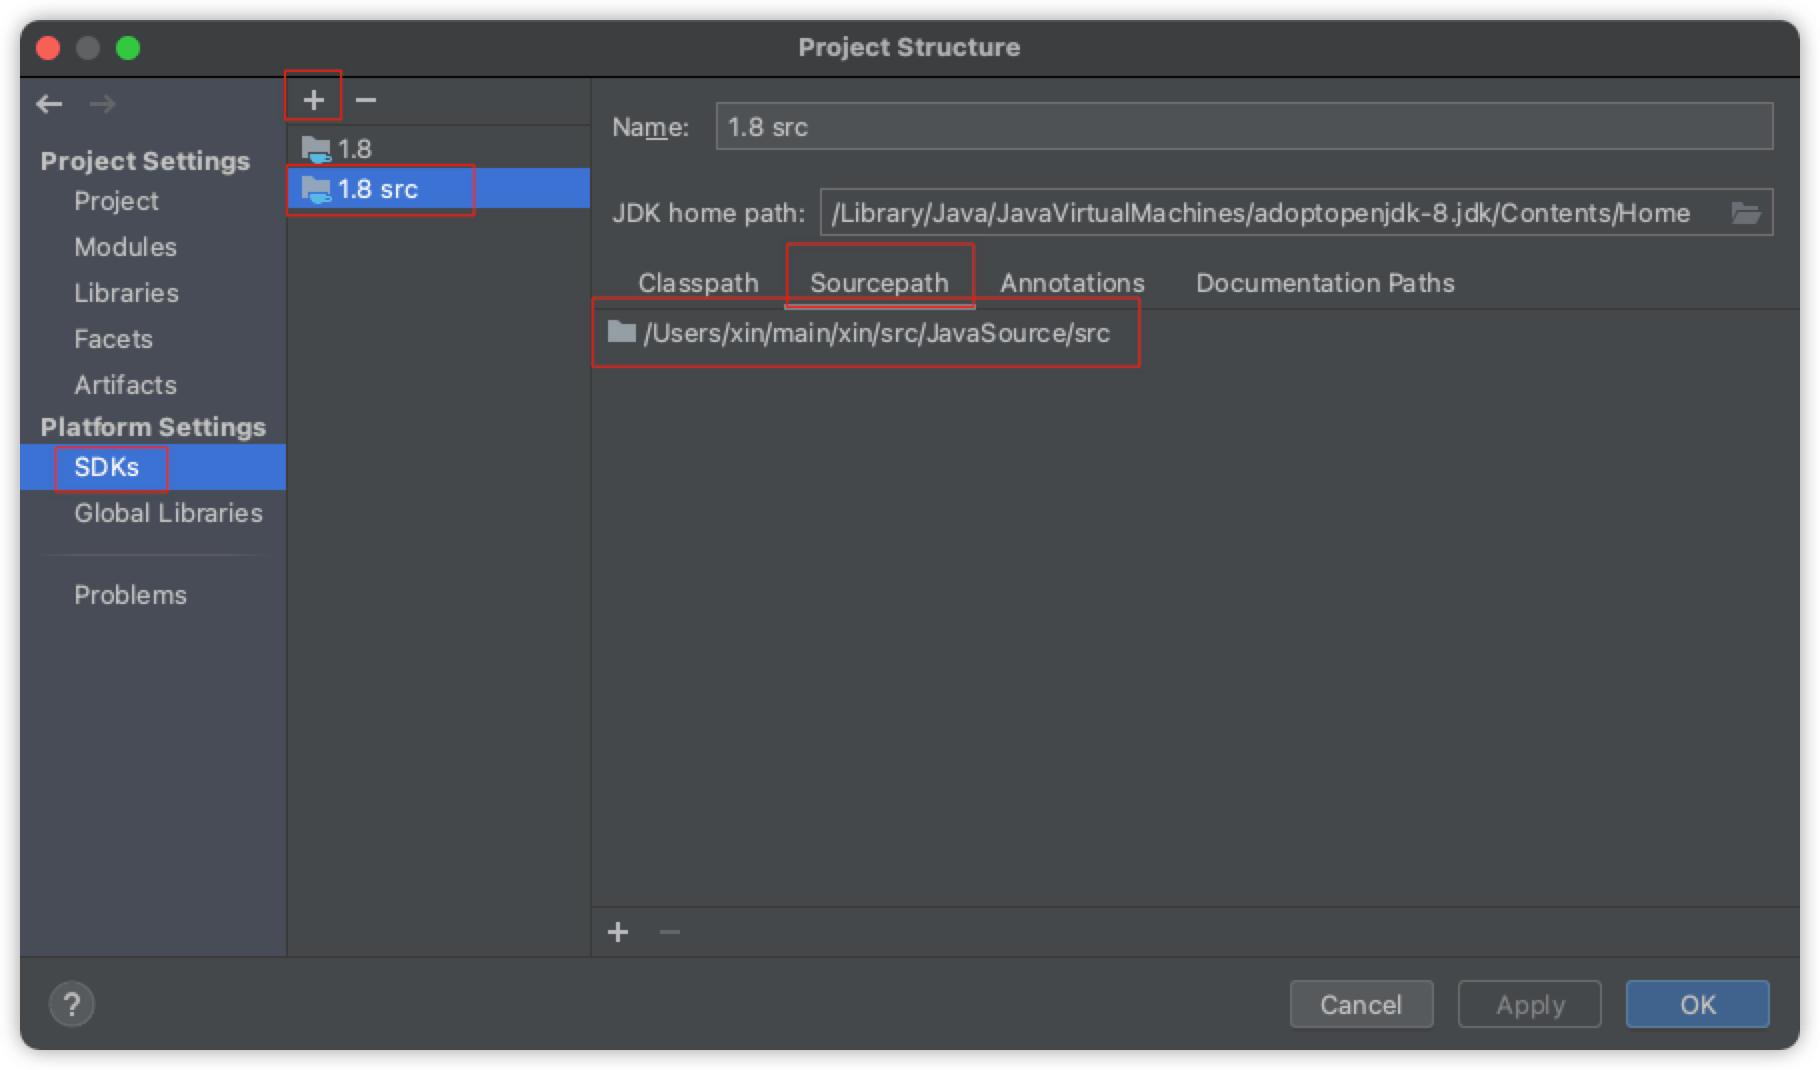 Project Structure
Project Settings
Project
Modules
Libraries
Facets
Artifacts
Platform Settings
SDKs
Global Libraries
Problems
1.8
1.8 src
Name: 1.8 src
JDK home path: /Library/Java/JavaVirtualMachines/adoptopenjdk-8.jdk/Contents/Home
Classpath Sourcepath Annotations Documentation Paths
/Users/xin/main/xin/src/JavaSource/src
? Cancel Apply OK